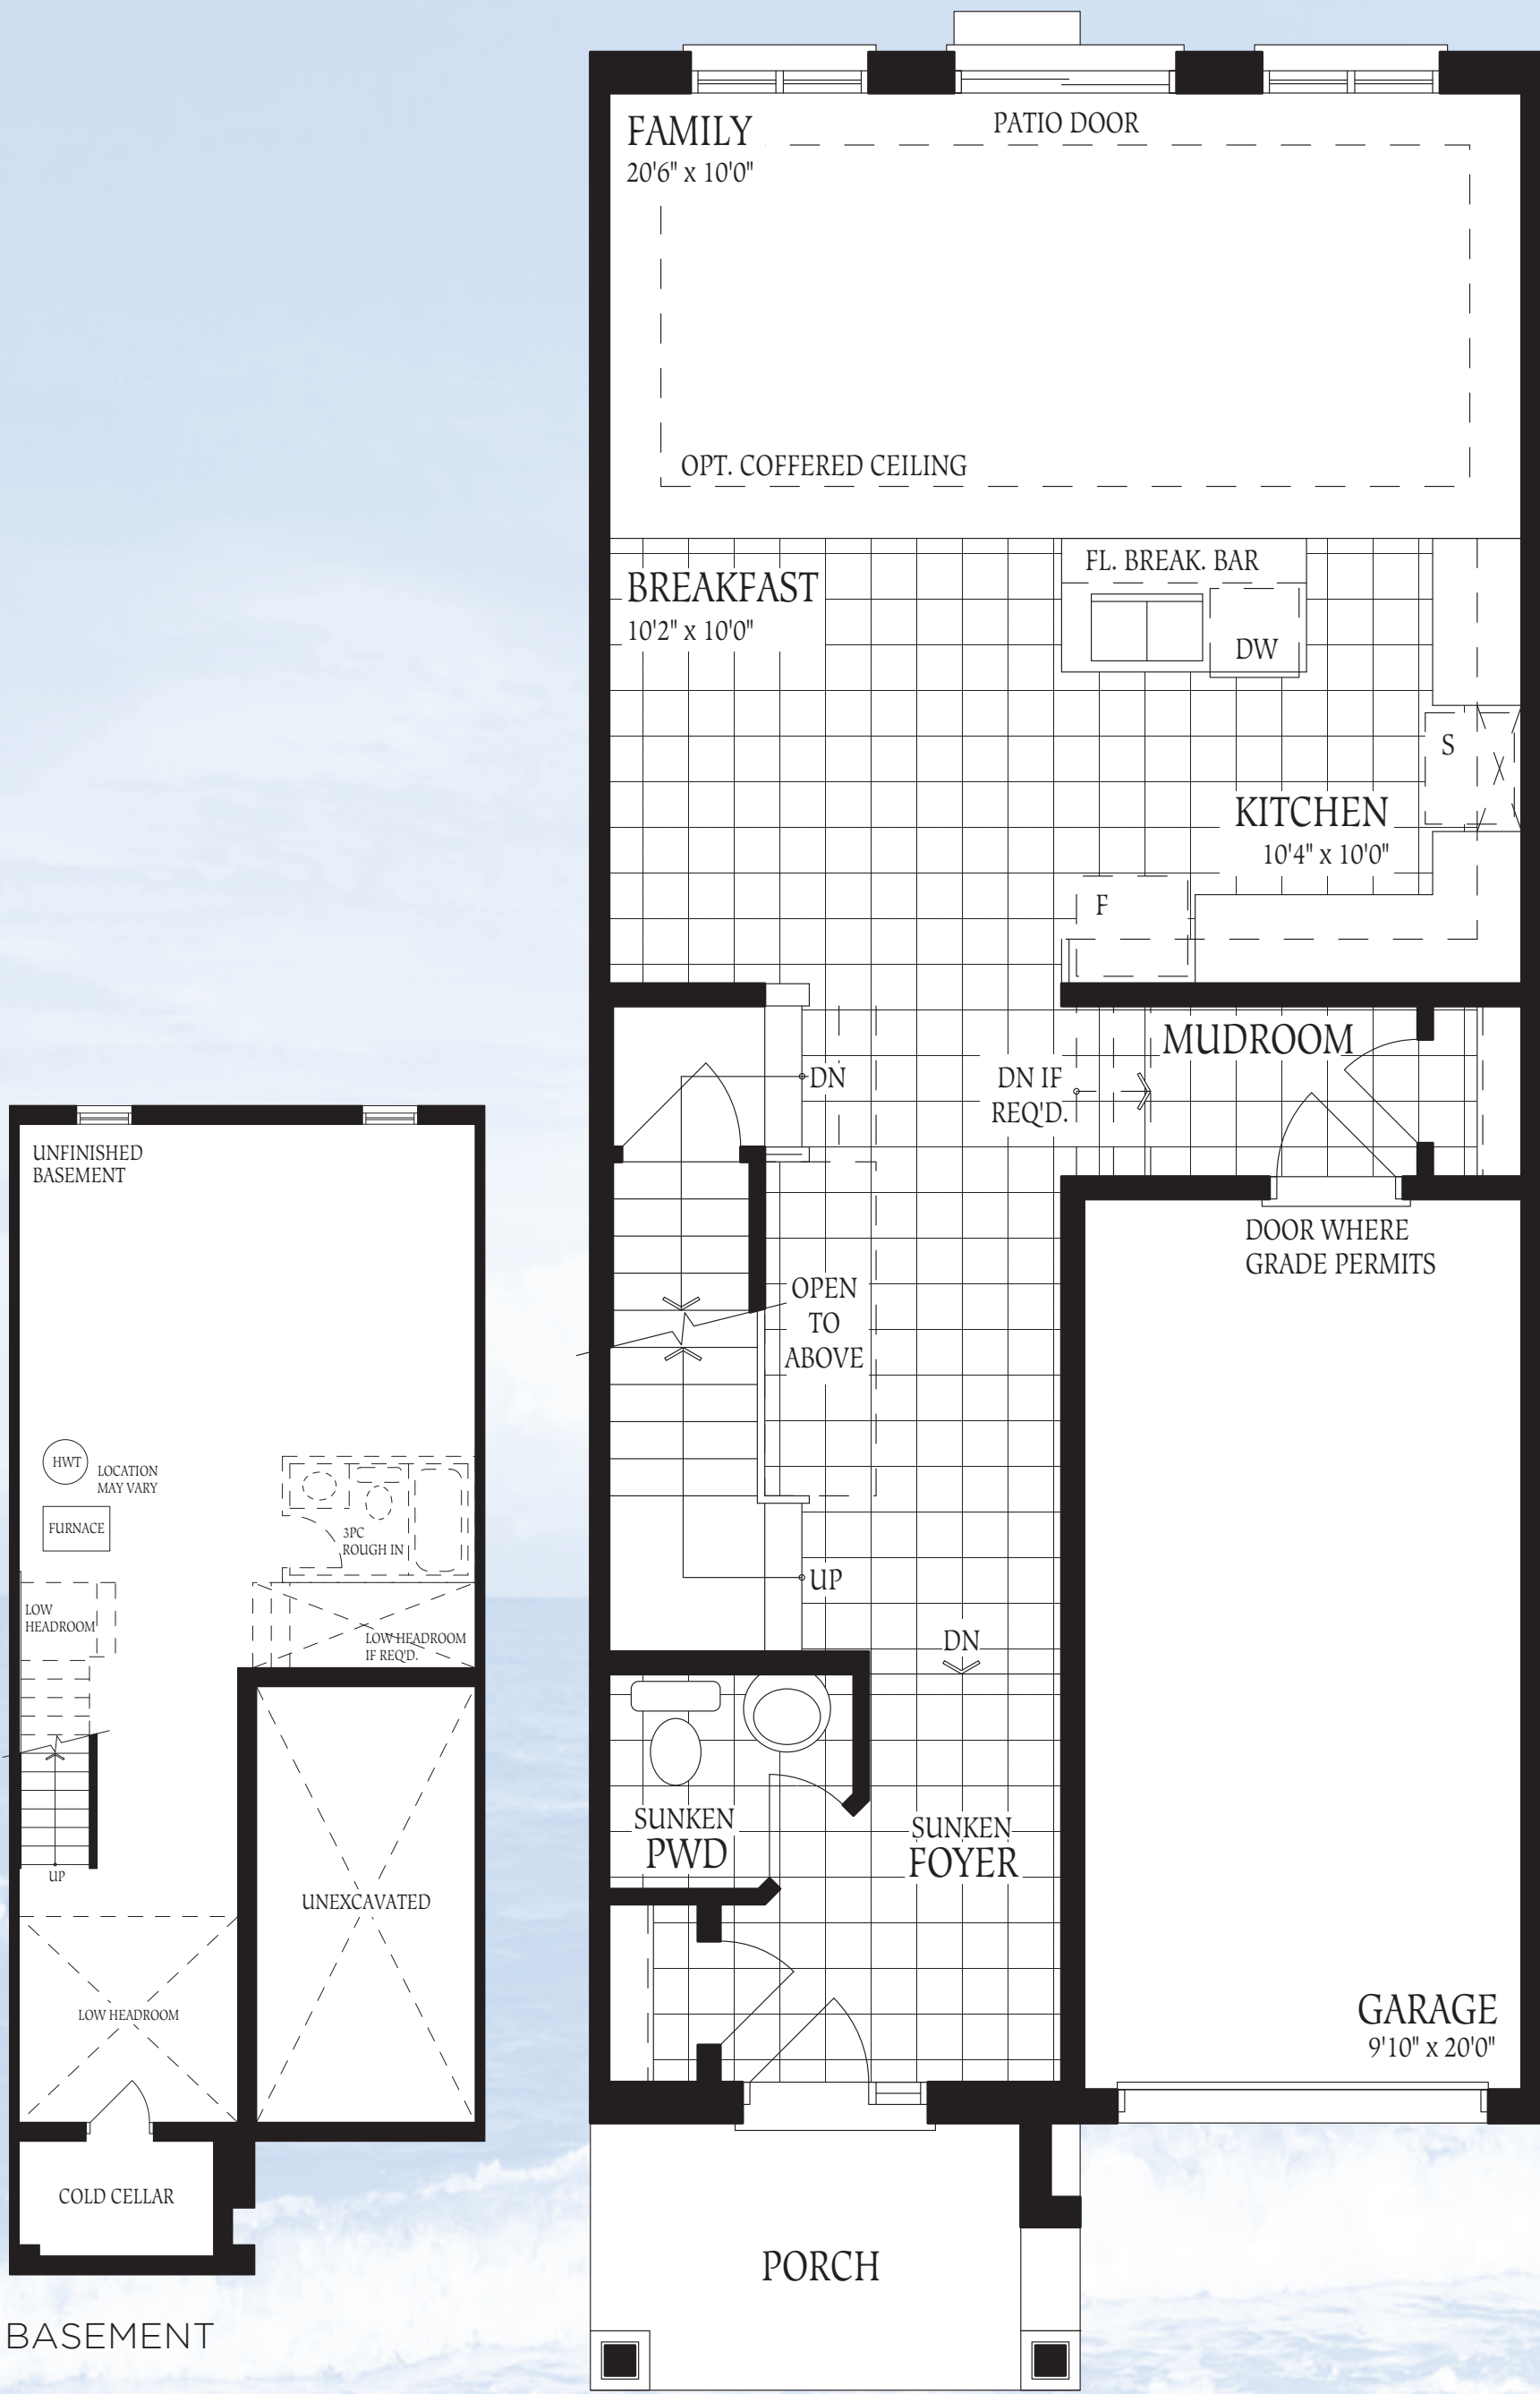 FAMILY
20'6" x 10'0"
PATIO DOOR
OPT. COFFERED CEILING
BREAKFAST
10'2" x 10'0"
FL. BREAK. BAR
DW
S
KITCHEN
10'4" x 10'0"
F
MUDROOM
DN
DN IF
REQ'D.
DOOR WHERE
GRADE PERMITS
OPEN
TO
ABOVE
UP
DN
SUNKEN
PWD
SUNKEN
FOYER
GARAGE
9'10" x 20'0"
PORCH
UNFINISHED
BASEMENT
HWT
LOCATION
MAY VARY
FURNACE
3PC
ROUGH IN
LOW
HEADROOM
LOW HEADROOM
IF REQ'D.
UP
UNEXCAVATED
LOW HEADROOM
COLD CELLAR
BASEMENT